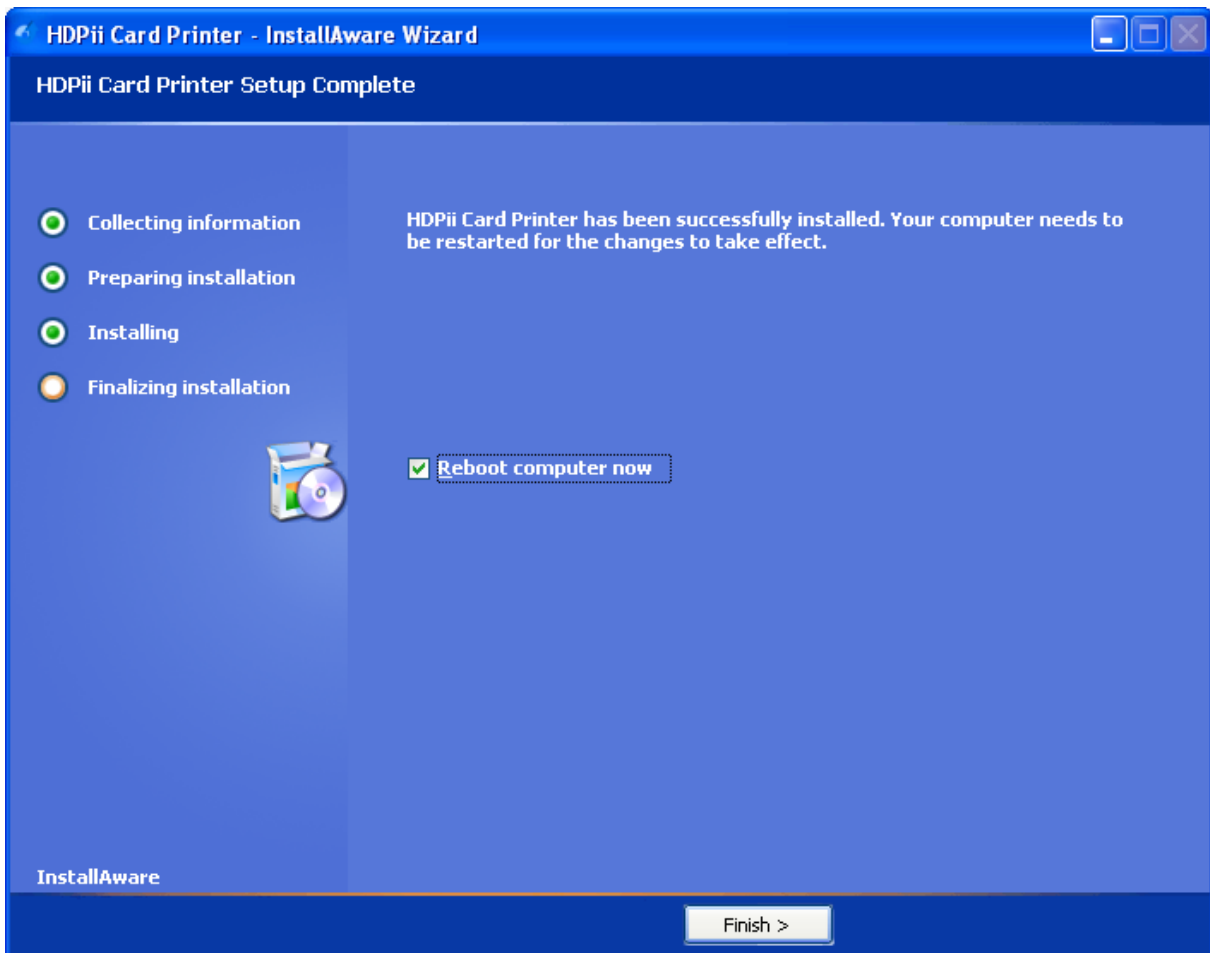 HDPii Card Printer - InstallAware Wizard
HDPii Card Printer Setup Complete
Collecting information
Preparing installation
Installing
Finalizing installation
HDPii Card Printer has been successfully installed. Your computer needs to
be restarted for the changes to take effect.
Reboot computer now
InstallAware
Finish >